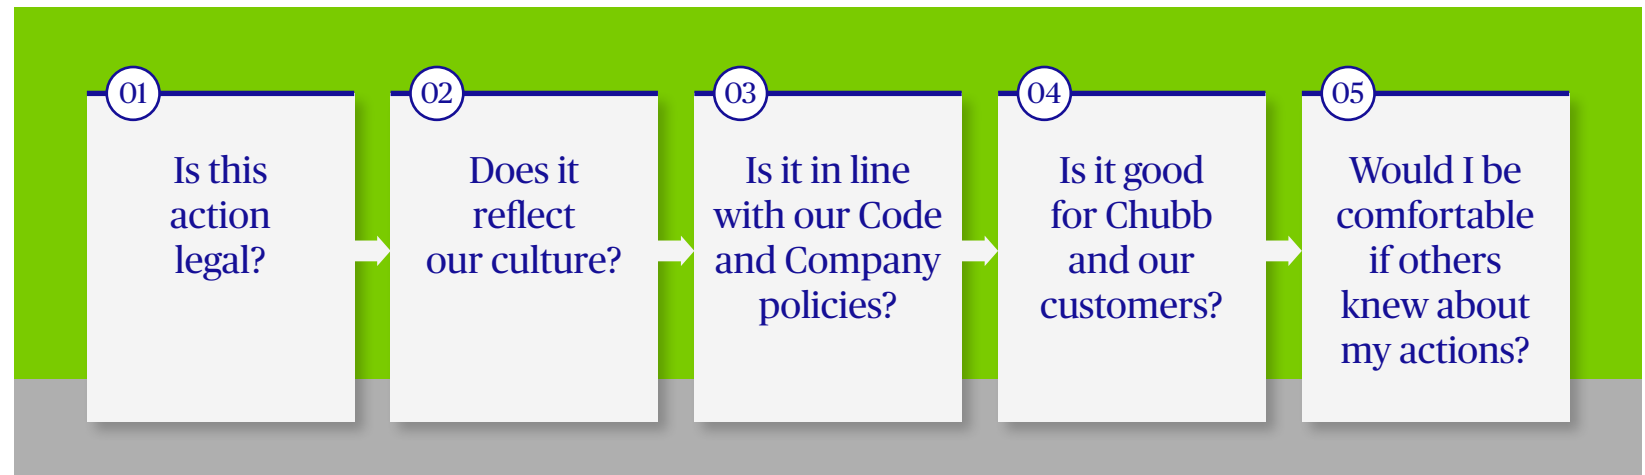 01
Is this
action
legal?
02
Does it
reflect
our culture?
03
Is it in line
with our Code
and Company
policies?
04
Is it good
for Chubb
and our
customers?
05
Would I be
comfortable
if others
knew about
my actions?